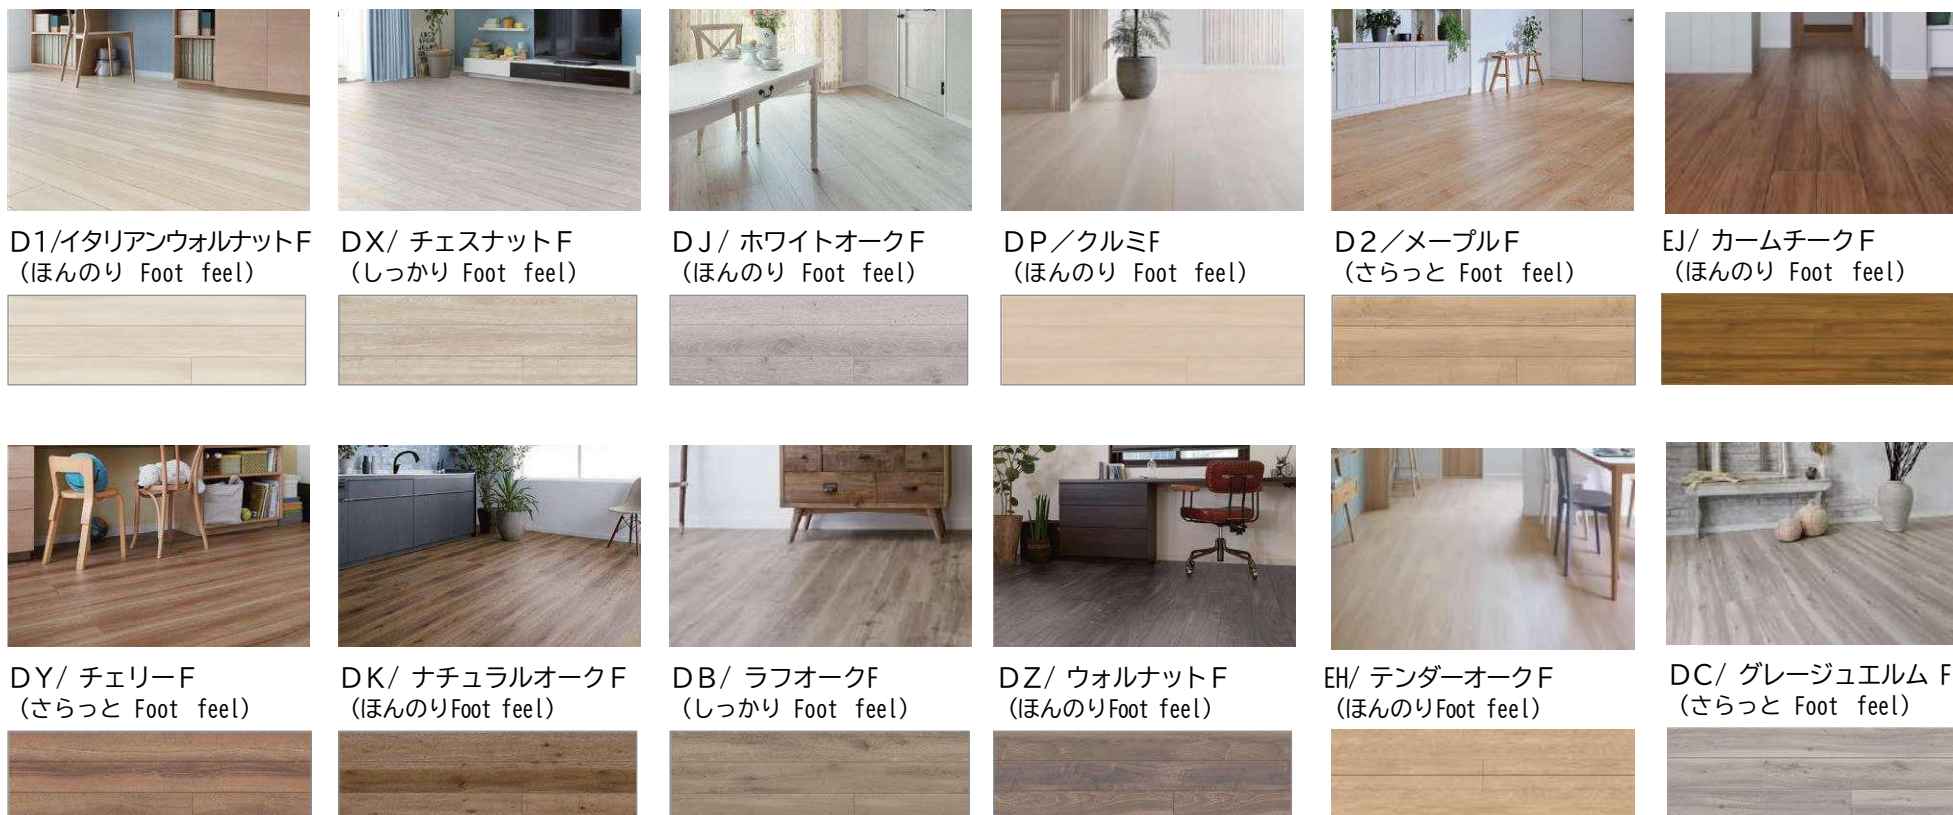 D1/イタリアンウォルナットF
（ほんのり Foot feel）
DX/ チェスナットF
（しっかり Foot feel）
DJ/ ホワイトオークF
（ほんのり Foot feel）
DP／クルミF
（ほんのり Foot feel）
D2／メープルF
（さらっと Foot feel）
EJ/ カームチークF
（ほんのり Foot feel）
DY/ チェリーF
（さらっと Foot feel）
DK/ ナチュラルオークF
（ほんのりFoot feel）
DB/ ラフオークF
（しっかり Foot feel）
DZ/ ウォルナットF
（ほんのりFoot feel）
EH/ テンダーオークF
（ほんのりFoot feel）
DC/ グレージュエルム F
（さらっと Foot feel）